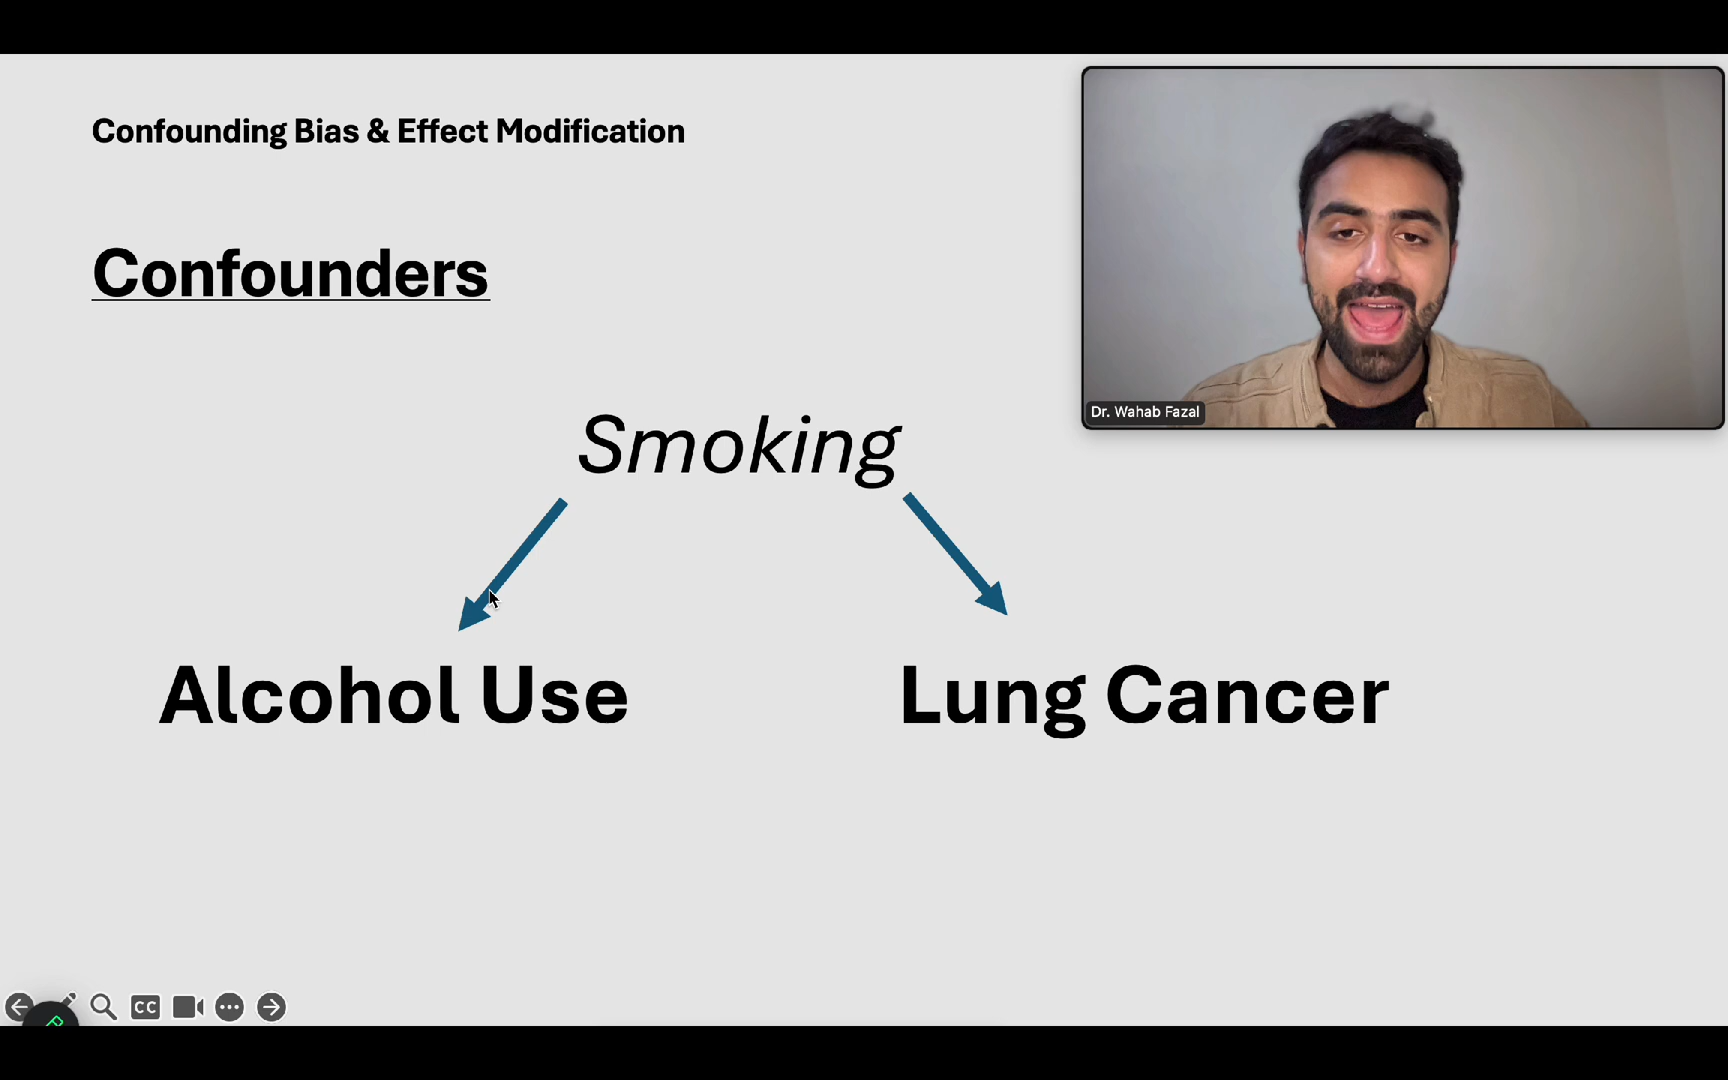 Confounding Bias & Effect Modification
Confounders
Smoking
Alcohol Use
Lung Cancer
Dr. Wahab Fazal
CC